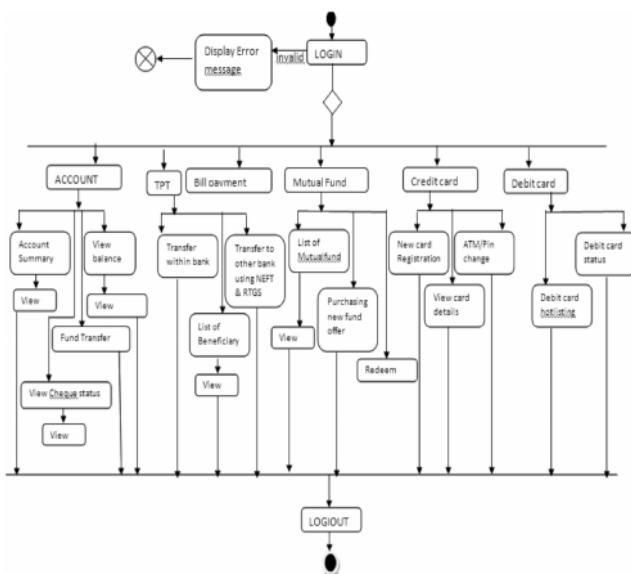 Display Error
message
Invalid
LOGIN
ACCOUNT
TPT
Bill oavment
Mutual Fund
Credit card
Debit card
Account
Summary
View
balance
Transfer
within bank
Transfer to
other bank
using NEFT
& RTGS
List of
Mutualfund
New card
Registration
ATM/Pin
change
Debit card
status
View
View
Fund Transfer
List of
Beneficiary
Purchasing
new fund
offer
View card
details
Debit card
hotlisting
View
Redeem
View Cheque status
View
View
LOGIOUT